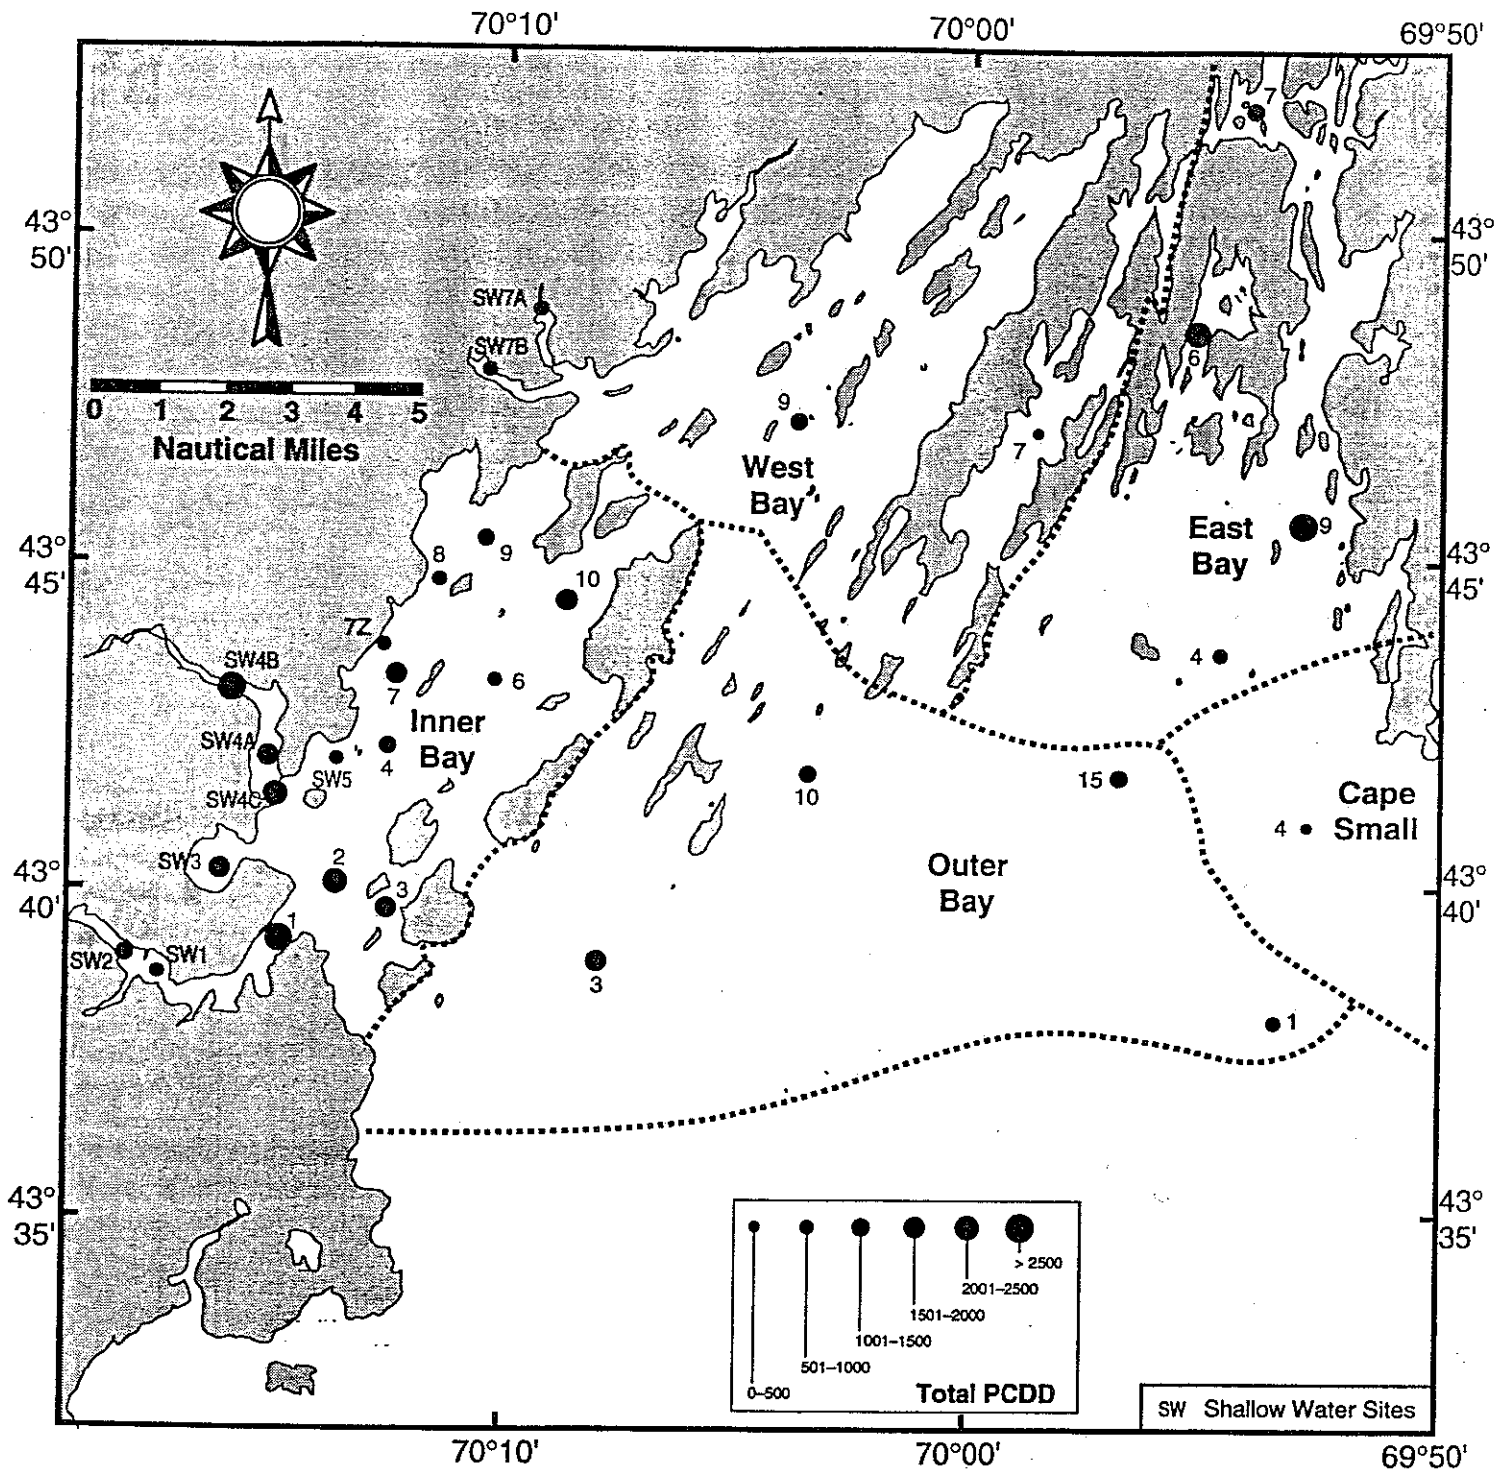 70°10'
70°00'
69°50'
7
43°
50'
43°
50'
SW7A
SW7B
6
0 1 2 3 4 5
Nautical Miles
9
7
West
Bay
East
Bay
9
43°
45'
43°
45'
8
9
10
7Z
SW4B
7
6
4
Inner
Bay
SW4A
4
SW5
SW4C
10
15
Cape
Small
4
SW3
2
3
Outer
Bay
43°
40'
43°
40'
1
SW2
SW1
3
1
43°
35'
43°
35'
> 2500
2001–2500
1501–2000
1001–1500
501–1000
0–500
Total PCDD
SW Shallow Water Sites
70°10'
70°00'
69°50'